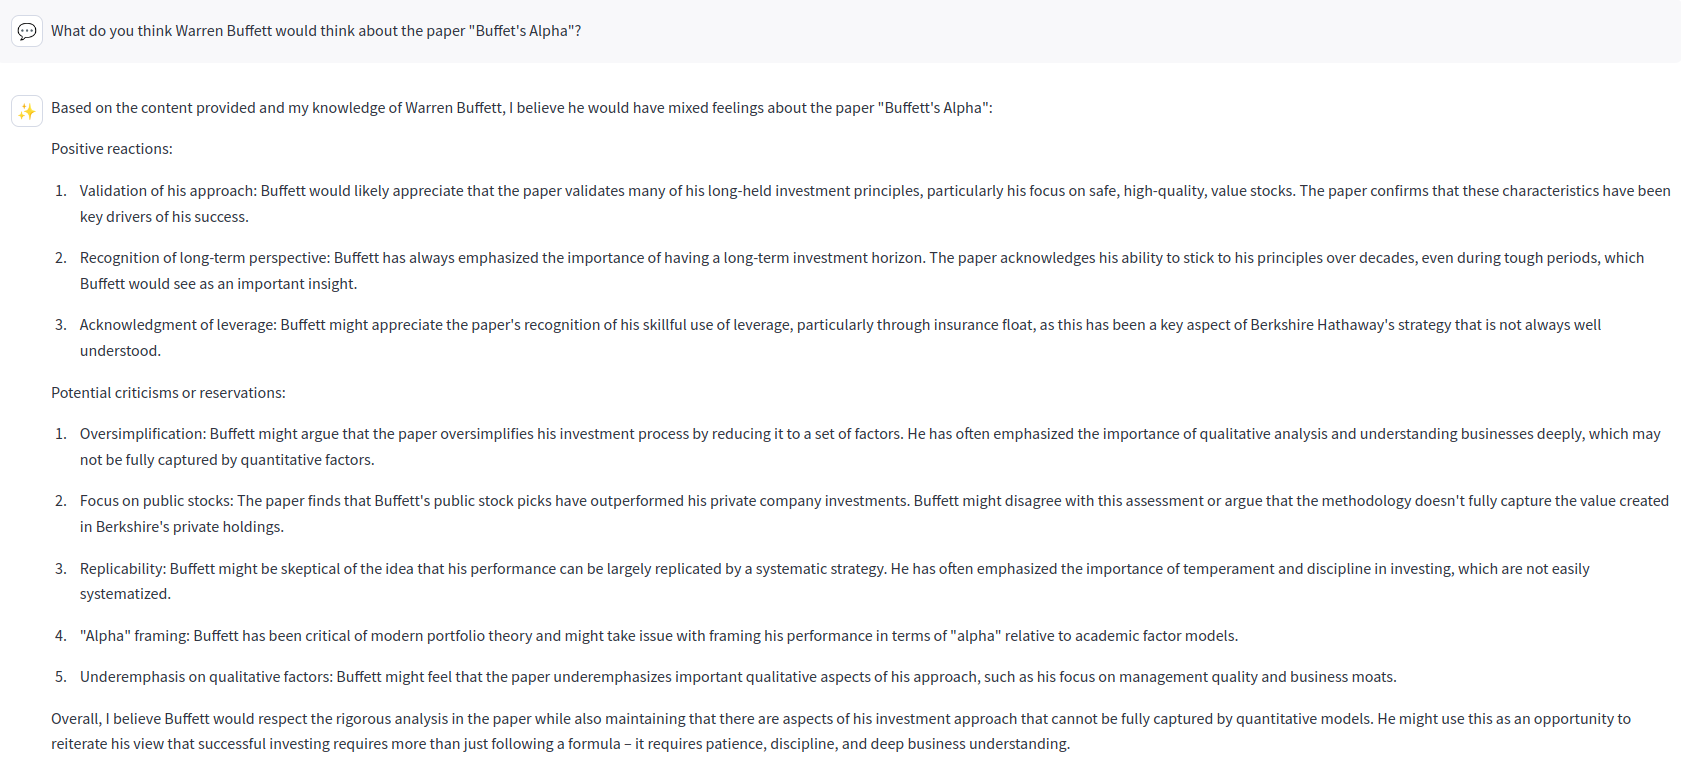 What do you think Warren Buffett would think about the paper "Buffet's Alpha"?
Based on the content provided and my knowledge of Warren Buffett, I believe he would have mixed feelings about the paper "Buffett's Alpha":
Positive reactions:
1. Validation of his approach: Buffett would likely appreciate that the paper validates many of his long-held investment principles, particularly his focus on safe, high-quality, value stocks. The paper confirms that these characteristics have been
key drivers of his success.
2. Recognition of long-term perspective: Buffett has always emphasized the importance of having a long-term investment horizon. The paper acknowledges his ability to stick to his principles over decades, even during tough periods, which
Buffett would see as an important insight.
3. Acknowledgment of leverage: Buffett might appreciate the paper's recognition of his skillful use of leverage, particularly through insurance float, as this has been a key aspect of Berkshire Hathaway's strategy that is not always well
understood.
Potential criticisms or reservations:
1. Oversimplification: Buffett might argue that the paper oversimplifies his investment process by reducing it to a set of factors. He has often emphasized the importance of qualitative analysis and understanding businesses deeply, which may
not be fully captured by quantitative factors.
2. Focus on public stocks: The paper finds that Buffett's public stock picks have outperformed his private company investments. Buffett might disagree with this assessment or argue that the methodology doesn't fully capture the value created
in Berkshire's private holdings.
3. Replicability: Buffett might be skeptical of the idea that his performance can be largely replicated by a systematic strategy. He has often emphasized the importance of temperament and discipline in investing, which are not easily
systematized.
4. "Alpha" framing: Buffett has been critical of modern portfolio theory and might take issue with framing his performance in terms of "alpha" relative to academic factor models.
5. Underemphasis on qualitative factors: Buffett might feel that the paper underemphasizes important qualitative aspects of his approach, such as his focus on management quality and business moats.
Overall, I believe Buffett would respect the rigorous analysis in the paper while also maintaining that there are aspects of his investment approach that cannot be fully captured by quantitative models. He might use this as an opportunity to
reiterate his view that successful investing requires more than just following a formula – it requires patience, discipline, and deep business understanding.